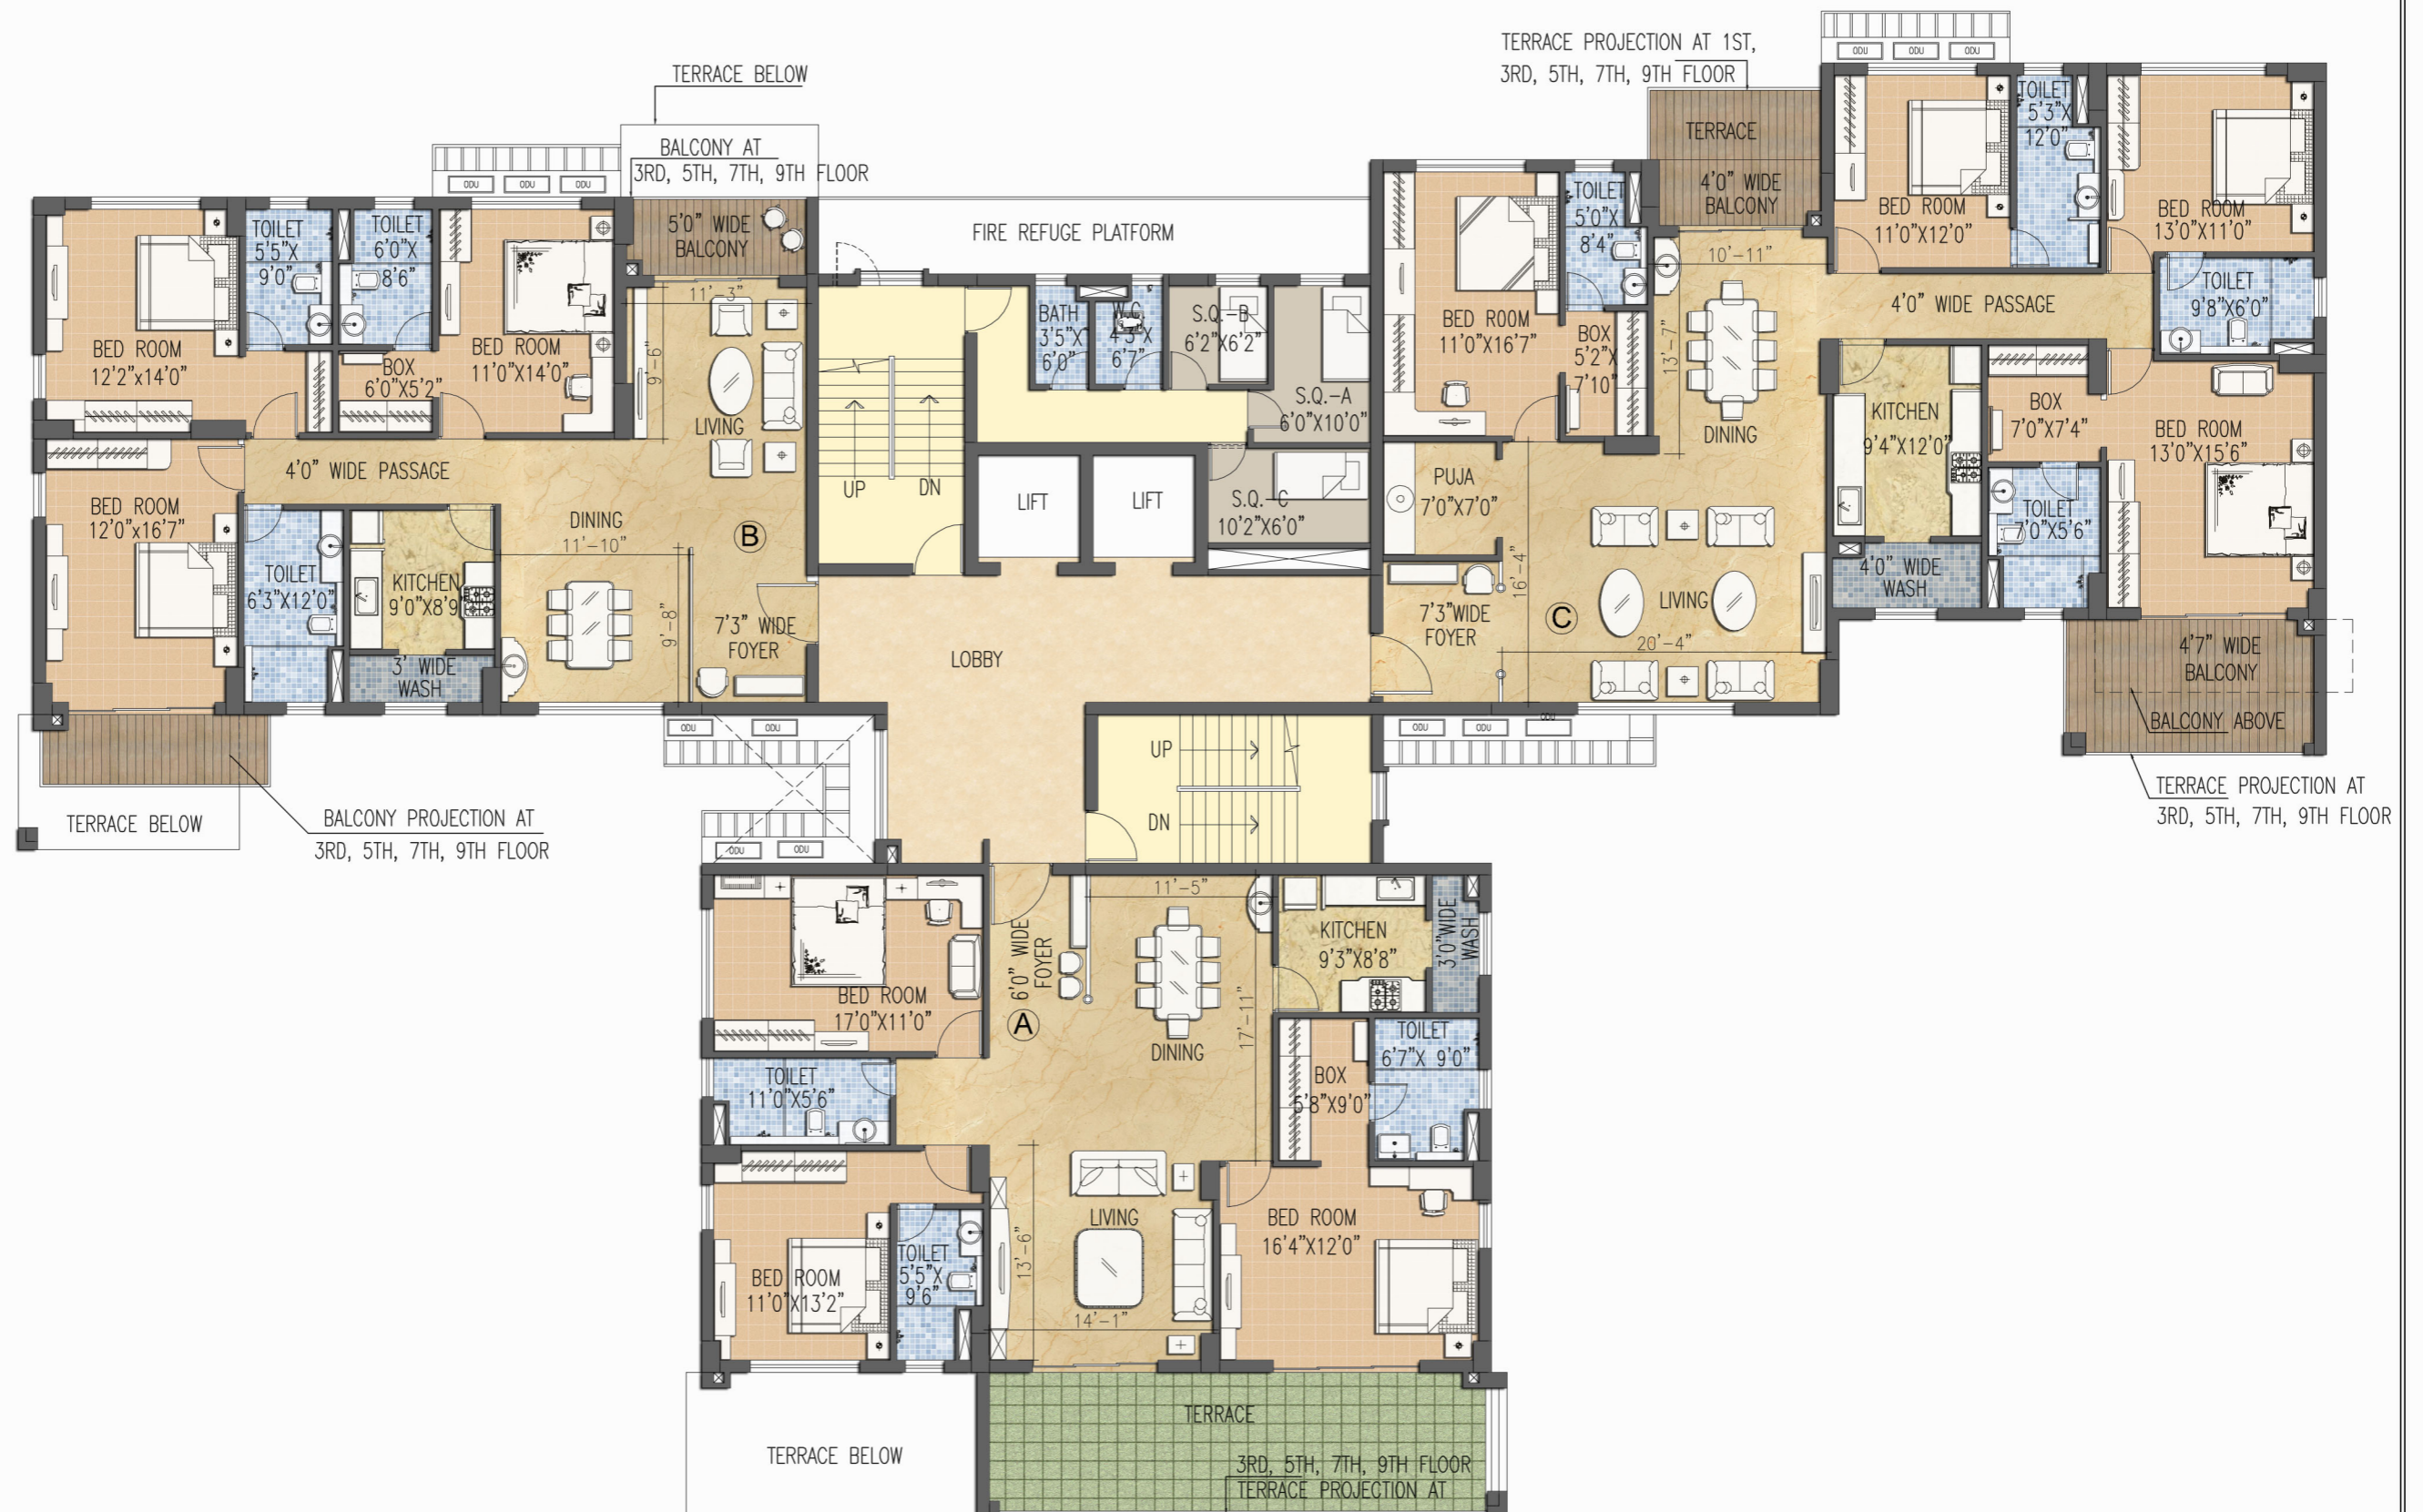 TERRACE BELOW
BALCONY AT
3RD, 5TH, 7TH, 9TH FLOOR
ODU
ODU
ODU
5'0" WIDE
BALCONY
FIRE REFUGE PLATFORM
TERRACE PROJECTION AT 1ST,
3RD, 5TH, 7TH, 9TH FLOOR
ODU
ODU
ODU
TERRACE
4'0" WIDE
BALCONY
BED ROOM
11'0"X12'0"
TOILET
5'3"X
12'0"
BED ROOM
13'0"X11'0"
TOILET
9'8"X6'0"
4'0" WIDE PASSAGE
TOILET
5'0"X
8'4"
BED ROOM
11'0"X16'7"
BOX
5'2"X
7'10"
10'-11"
13'-7"
DINING
KITCHEN
9'4"X12'0"
BOX
7'0"X7'4"
BED ROOM
13'0"X15'6"
TOILET
7'0"X5'6"
4'0" WIDE
WASH
PUJA
7'0"X7'0"
7'3"WIDE
FOYER
16'-4"
C
LIVING
20'-4"
ODU
ODU
ODU
4'7" WIDE
BALCONY
BALCONY ABOVE
TERRACE PROJECTION AT
3RD, 5TH, 7TH, 9TH FLOOR
BED ROOM
12'2"x14'0"
TOILET
5'5"X
9'0"
TOILET
6'0"X
8'6"
BOX
6'0"X5'2"
BED ROOM
11'0"X14'0"
11'-3"
9'-6"
LIVING
4'0" WIDE PASSAGE
BED ROOM
12'0"x16'7"
TOILET
6'3"X12'0"
KITCHEN
9'0"X8'9"
3' WIDE
WASH
DINING
11'-10"
9'-8"
B
7'3" WIDE
FOYER
TERRACE BELOW
BALCONY PROJECTION AT
3RD, 5TH, 7TH, 9TH FLOOR
ODU
ODU
ODU
ODU
BATH
3'5"X
6'0"
6'7"
S.Q.-B
6'2"X6'2"
S.Q.-A
6'0"X10'0"
S.Q.-C
10'2"X6'0"
UP
DN
LIFT
LIFT
LOBBY
UP
DN
BED ROOM
17'0"X11'0"
6'0" WIDE
FOYER
A
11'-5"
17'-11"
DINING
KITCHEN
9'3"X8'8"
3'0"WIDE
WASH
TOILET
11'0"X5'6"
BOX
5'8"X9'0"
TOILET
6'7"X 9'0"
BED ROOM
11'0"X13'2"
TOILET
5'5"X
9'6"
LIVING
13'-6"
14'-1"
BED ROOM
16'4"X12'0"
TERRACE BELOW
TERRACE
3RD, 5TH, 7TH, 9TH FLOOR
TERRACE PROJECTION AT